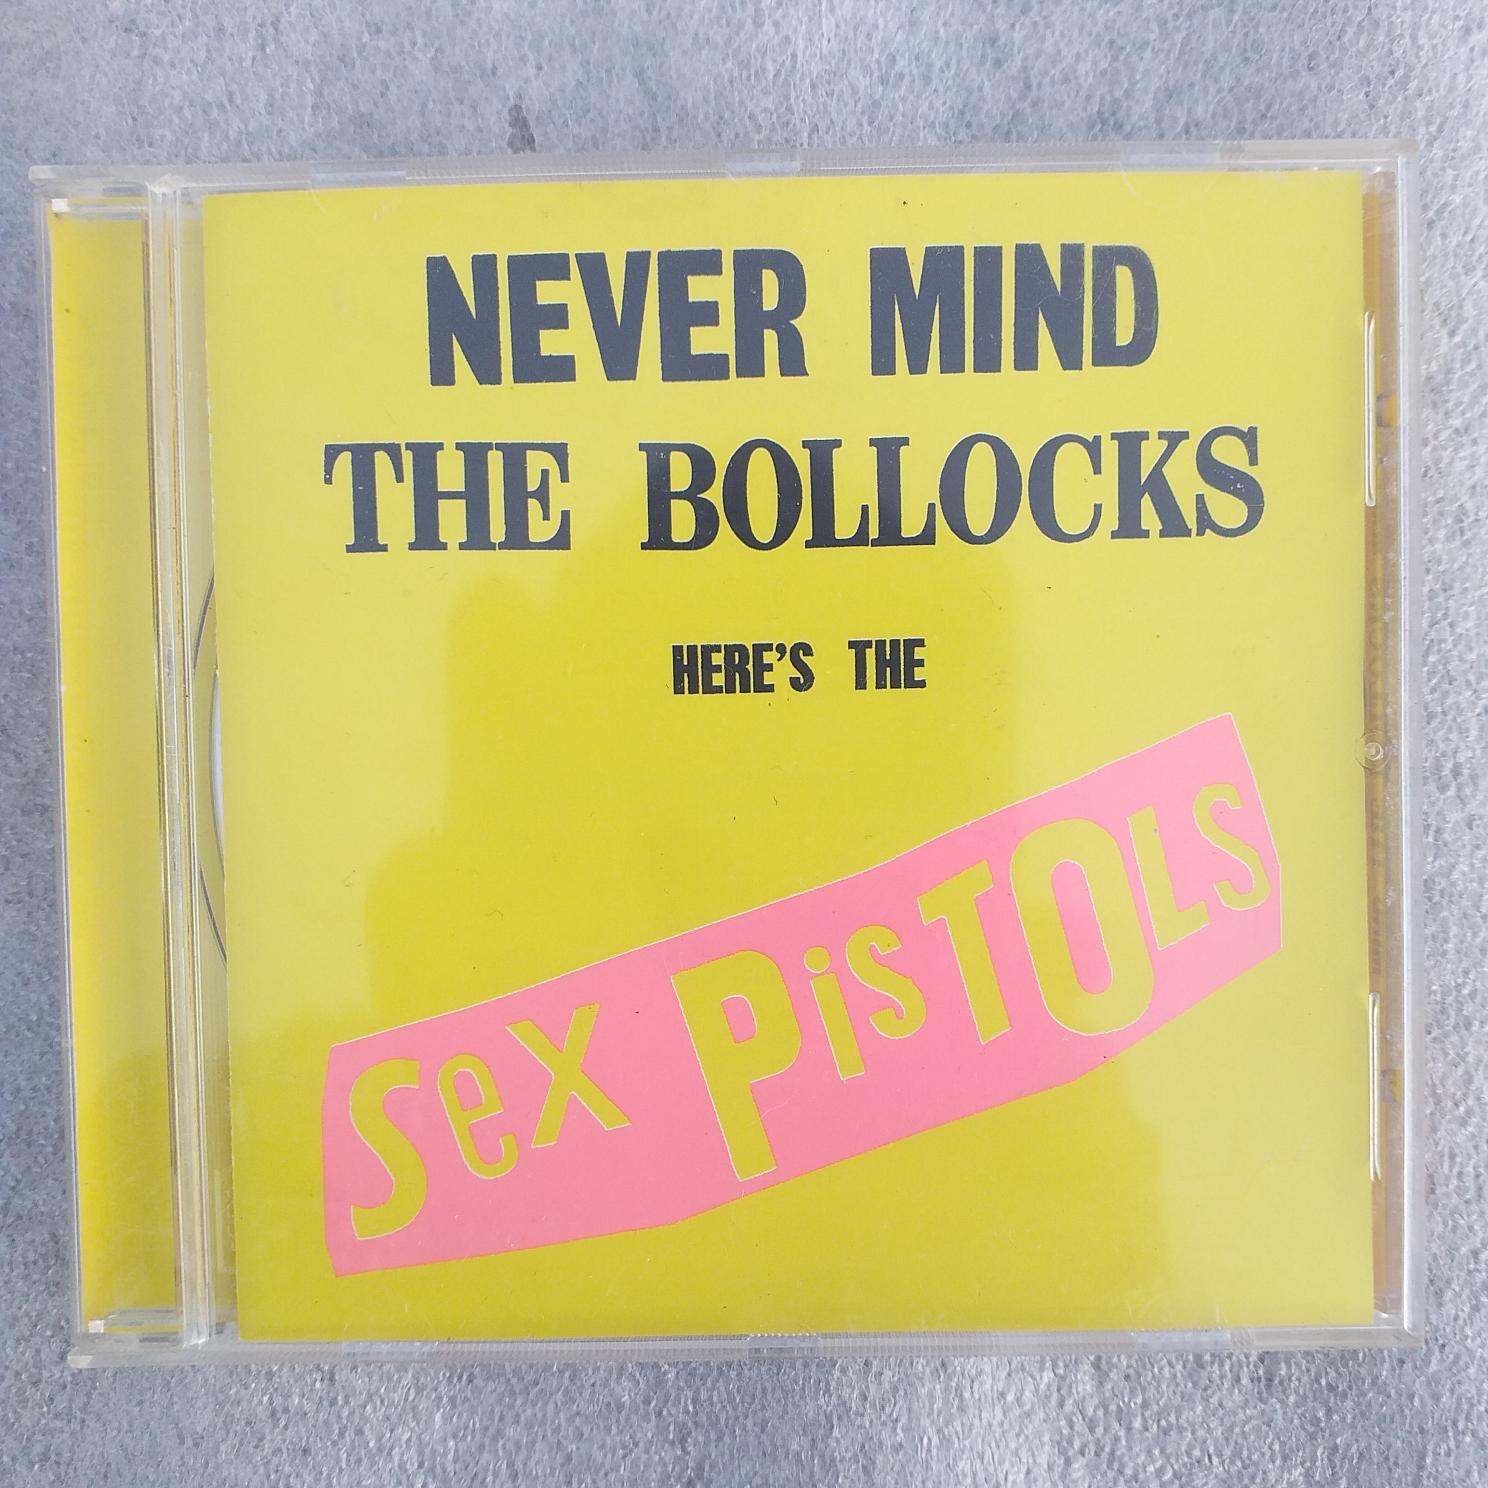 NEVER MIND
THE BOLLOCKS
HERE'S THE
SeX PiSTOLS